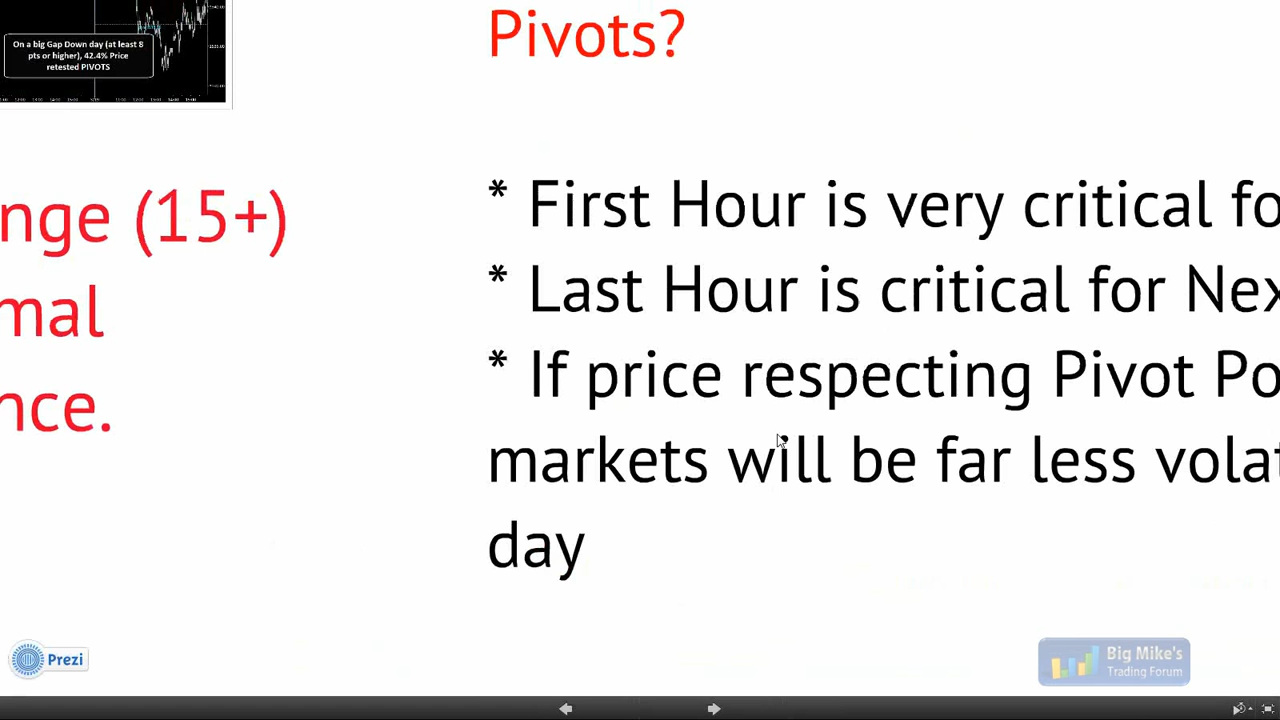 On a big Gap Down day (at least 8
pts or higher), 42.4% Price
retested PIVOTS
Pivots?
nge (15+)
mal
nce.
* First Hour is very critical fo
* Last Hour is critical for Nex
* If price respecting Pivot Po
markets will be far less volat
day
Prezi
Big Mike's
Trading Forum